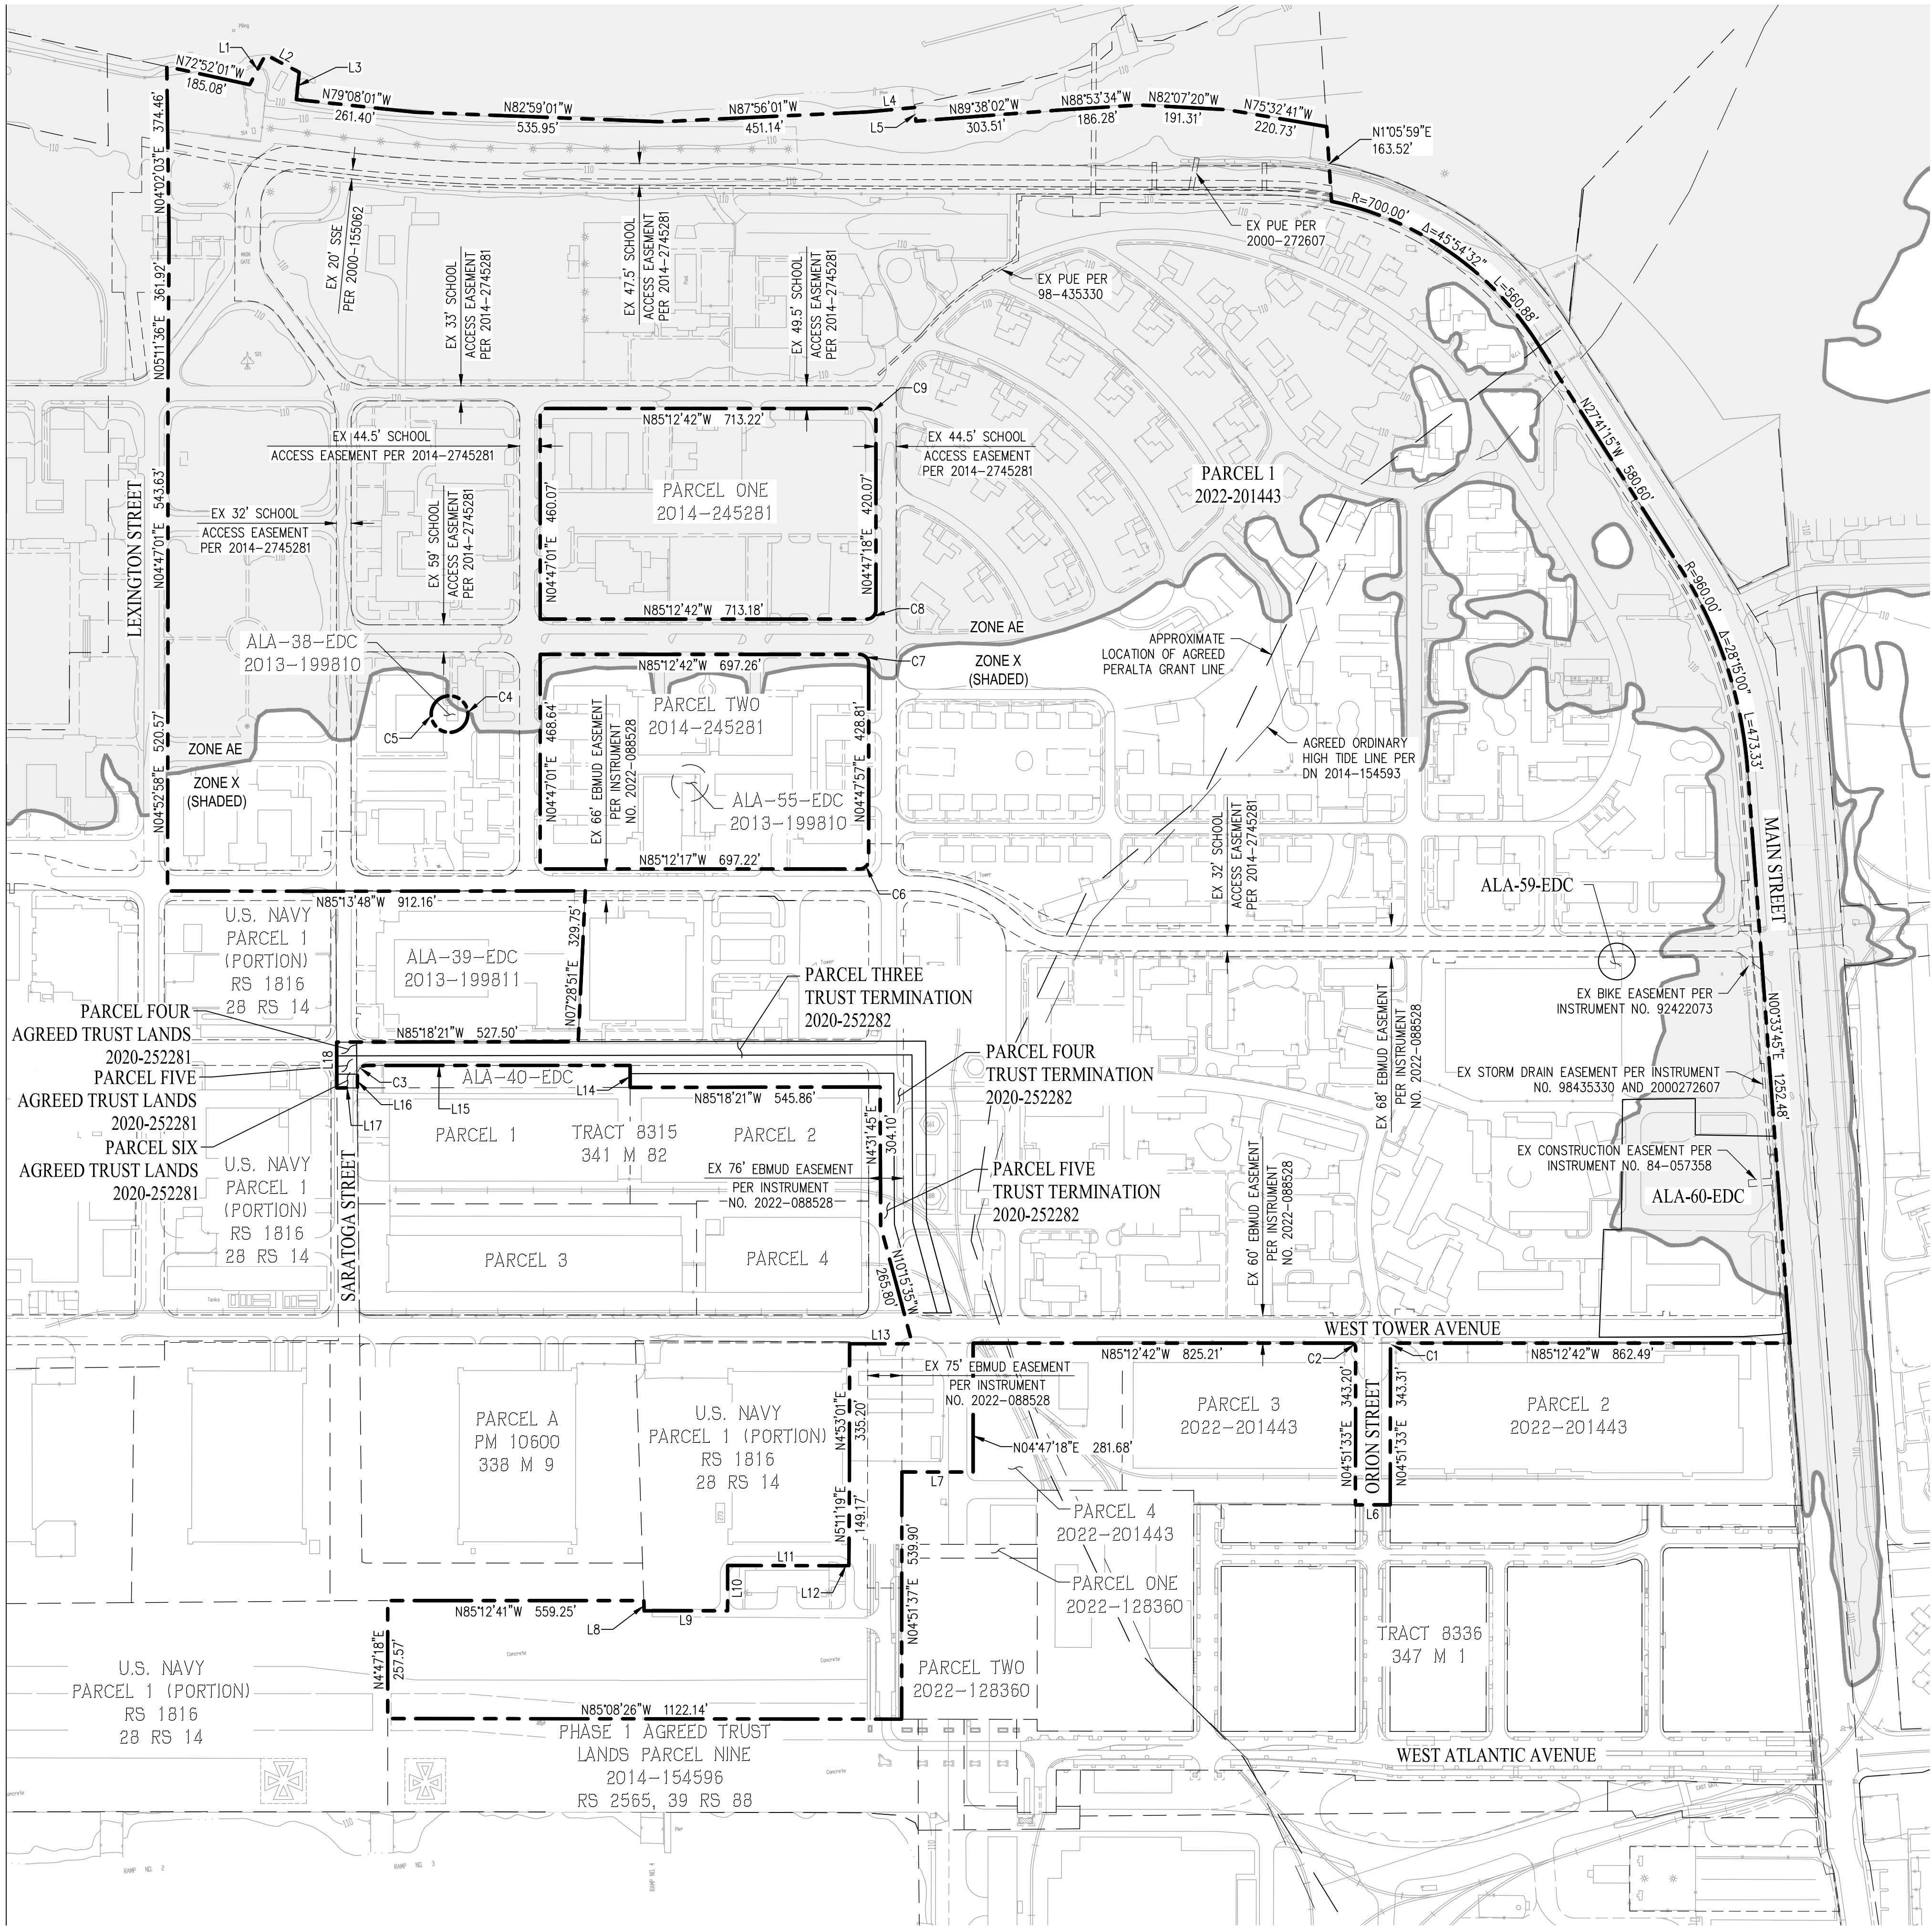 L1
L2
L3
N72°52'01"W
185.08'
N79°08'01"W
261.40'
N82°59'01"W
535.95'
N87°56'01"W
451.14'
L4
L5
N89°38'02"W
303.51'
N88°53'34"W
186.28'
N82°07'20"W
191.31'
N75°32'41"W
220.73'
N1°05'59"E
163.52'
R=700.00'
Δ=45°54'32"
L=560.88'
N27°41'15"W 580.60'
R=960.00'
Δ=28°15'00"
L=473.33'
MAIN STREET
N00°33'45"E 1252.48'
N04°02'03"E 374.46'
N05°11'36"E 361.92'
N04°47'01"E 543.63'
N04°52'58"E 520.57'
LEXINGTON STREET
MAIN
GATE
EX 20' SSE
PER 2000-155062
EX 33' SCHOOL
ACCESS EASEMENT
PER 2014-2745281
EX 47.5' SCHOOL
ACCESS EASEMENT
PER 2014-2745281
EX 49.5' SCHOOL
ACCESS EASEMENT
PER 2014-2745281
EX PUE PER
2000-272607
EX PUE PER
98-435330
C9
N85°12'42"W 713.22'
EX 44.5' SCHOOL
ACCESS EASEMENT PER 2014-2745281
EX 44.5' SCHOOL
ACCESS EASEMENT
PER 2014-2745281
PARCEL 1
2022-201443
PARCEL ONE
2014-245281
N04°47'01"E 460.07'
N04°47'18"E 420.07'
EX 32' SCHOOL
ACCESS EASEMENT
PER 2014-2745281
EX 59' SCHOOL
ACCESS EASEMENT
PER 2014-2745281
N85°12'42"W 713.18'
C8
ZONE AE
ALA-38-EDC
2013-199810
C4
C5
N85°12'42"W 697.26'
C7
ZONE X
(SHADED)
APPROXIMATE
LOCATION OF AGREED
PERALTA GRANT LINE
PARCEL TWO
2014-245281
N04°47'01"E 468.64'
EX 66' EBMUD EASEMENT
PER INSTRUMENT
NO. 2022-088528
N04°47'57"E 428.81'
ZONE AE
ZONE X
(SHADED)
AGREED ORDINARY
HIGH TIDE LINE PER
DN 2014-154593
ALA-55-EDC
2013-199810
N85°12'17"W 697.22'
C6
EX 32' SCHOOL
ACCESS EASEMENT
PER 2014-2745281
ALA-59-EDC
N85°13'48"W 912.16'
U.S. NAVY
PARCEL 1
(PORTION)
RS 1816
28 RS 14
ALA-39-EDC
2013-199811
N07°28'51"E 329.75'
Tower
Tower
PARCEL THREE
TRUST TERMINATION
2020-252282
EX BIKE EASEMENT PER
INSTRUMENT NO. 92422073
PARCEL FOUR
AGREED TRUST LANDS
2020-252281
PARCEL FIVE
AGREED TRUST LANDS
2020-252281
PARCEL SIX
AGREED TRUST LANDS
2020-252281
L18
N85°18'21"W 527.50'
C3
L16
L17
L15
ALA-40-EDC
L14
N85°18'21"W 545.86'
N4°31'45"E
304.10'
PARCEL FOUR
TRUST TERMINATION
2020-252282
EX 68' EBMUD EASEMENT
PER INSTRUMENT
NO. 2022-088528
EX STORM DRAIN EASEMENT PER INSTRUMENT
NO. 98435330 AND 2000272607
PARCEL 1
TRACT 8315
341 M 82
PARCEL 2
EX 76' EBMUD EASEMENT
PER INSTRUMENT
NO. 2022-088528
PARCEL FIVE
TRUST TERMINATION
2020-252282
EX CONSTRUCTION EASEMENT PER
INSTRUMENT NO. 84-057358
ALA-60-EDC
U.S. NAVY
PARCEL 1
(PORTION)
RS 1816
28 RS 14
SARATOGA STREET
Tanks
PARCEL 3
PARCEL 4
N10°15'35"W
265.80'
EX 60' EBMUD EASEMENT
PER INSTRUMENT
NO. 2022-088528
L13
WEST TOWER AVENUE
N85°12'42"W 825.21'
C2
C1
N85°12'42"W 862.49'
EX 75' EBMUD EASEMENT
PER INSTRUMENT
NO. 2022-088528
PARCEL A
PM 10600
338 M 9
U.S. NAVY
PARCEL 1 (PORTION)
RS 1816
28 RS 14
N4°53'01"E
335.20'
N04°47'18"E 281.68'
PARCEL 3
2022-201443
N04°51'33"E 343.20'
ORION STREET
N04°51'33"E 343.31'
PARCEL 2
2022-201443
L7
L6
N5°11'19"E
149.17'
PARCEL 4
2022-201443
L11
L10
L12
N04°51'37"E 539.90'
PARCEL ONE
2022-128360
N85°12'41"W 559.25'
L8
L9
N4°47'18"E
257.57'
TRACT 8336
347 M 1
Concrete
Concrete
PARCEL TWO
2022-128360
U.S. NAVY
PARCEL 1 (PORTION)
RS 1816
28 RS 14
N85°08'26"W 1122.14'
PHASE 1 AGREED TRUST
LANDS PARCEL NINE
2014-154596
RS 2565, 39 RS 88
WEST ATLANTIC AVENUE
Concrete
Concrete
EAST GATE
Pier
RAMP NO. 2
RAMP NO. 3
RAMP NO. 4